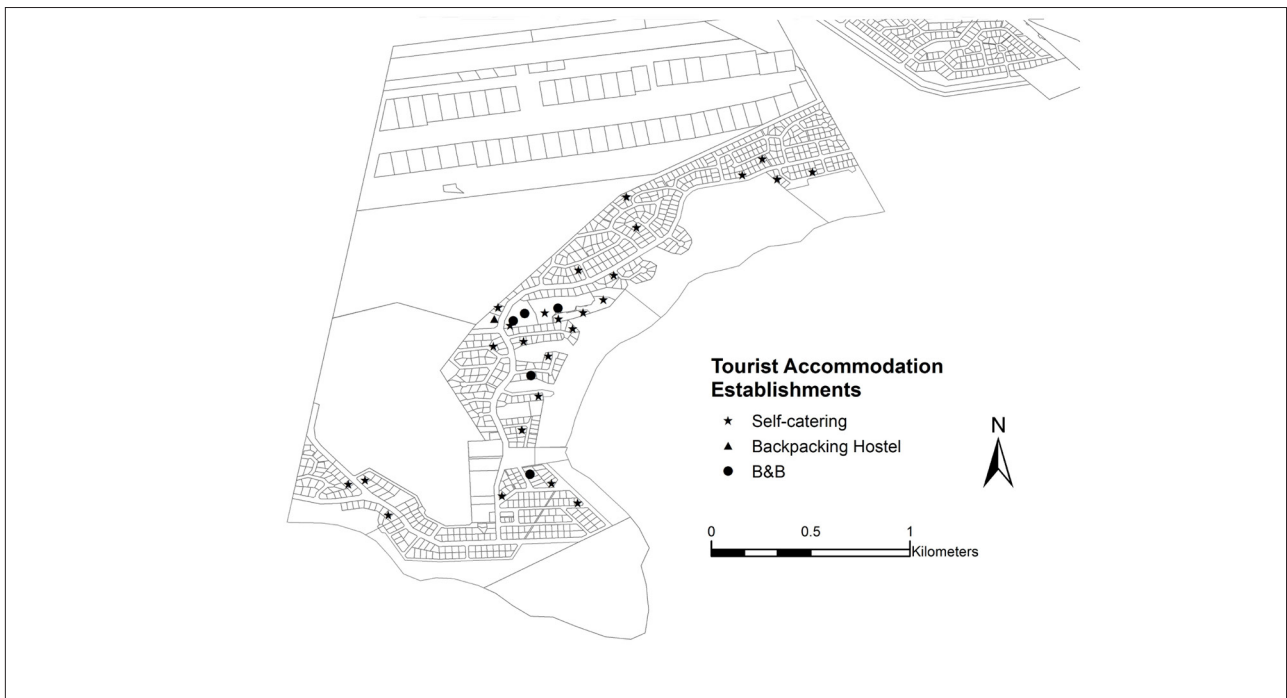 Tourist Accommodation
Establishments
Self-catering
Backpacking Hostel
B&B
N
0 0.5 1
Kilometers